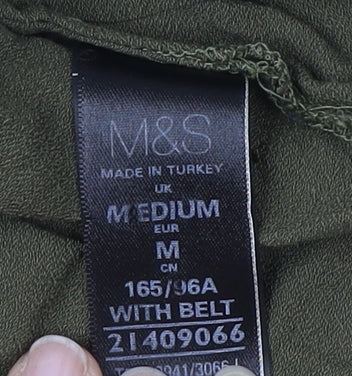 M&S
MADE IN TURKEY
UK
MEDIUM
EUR
M
CN
165/96A
WITH BELT
21409066